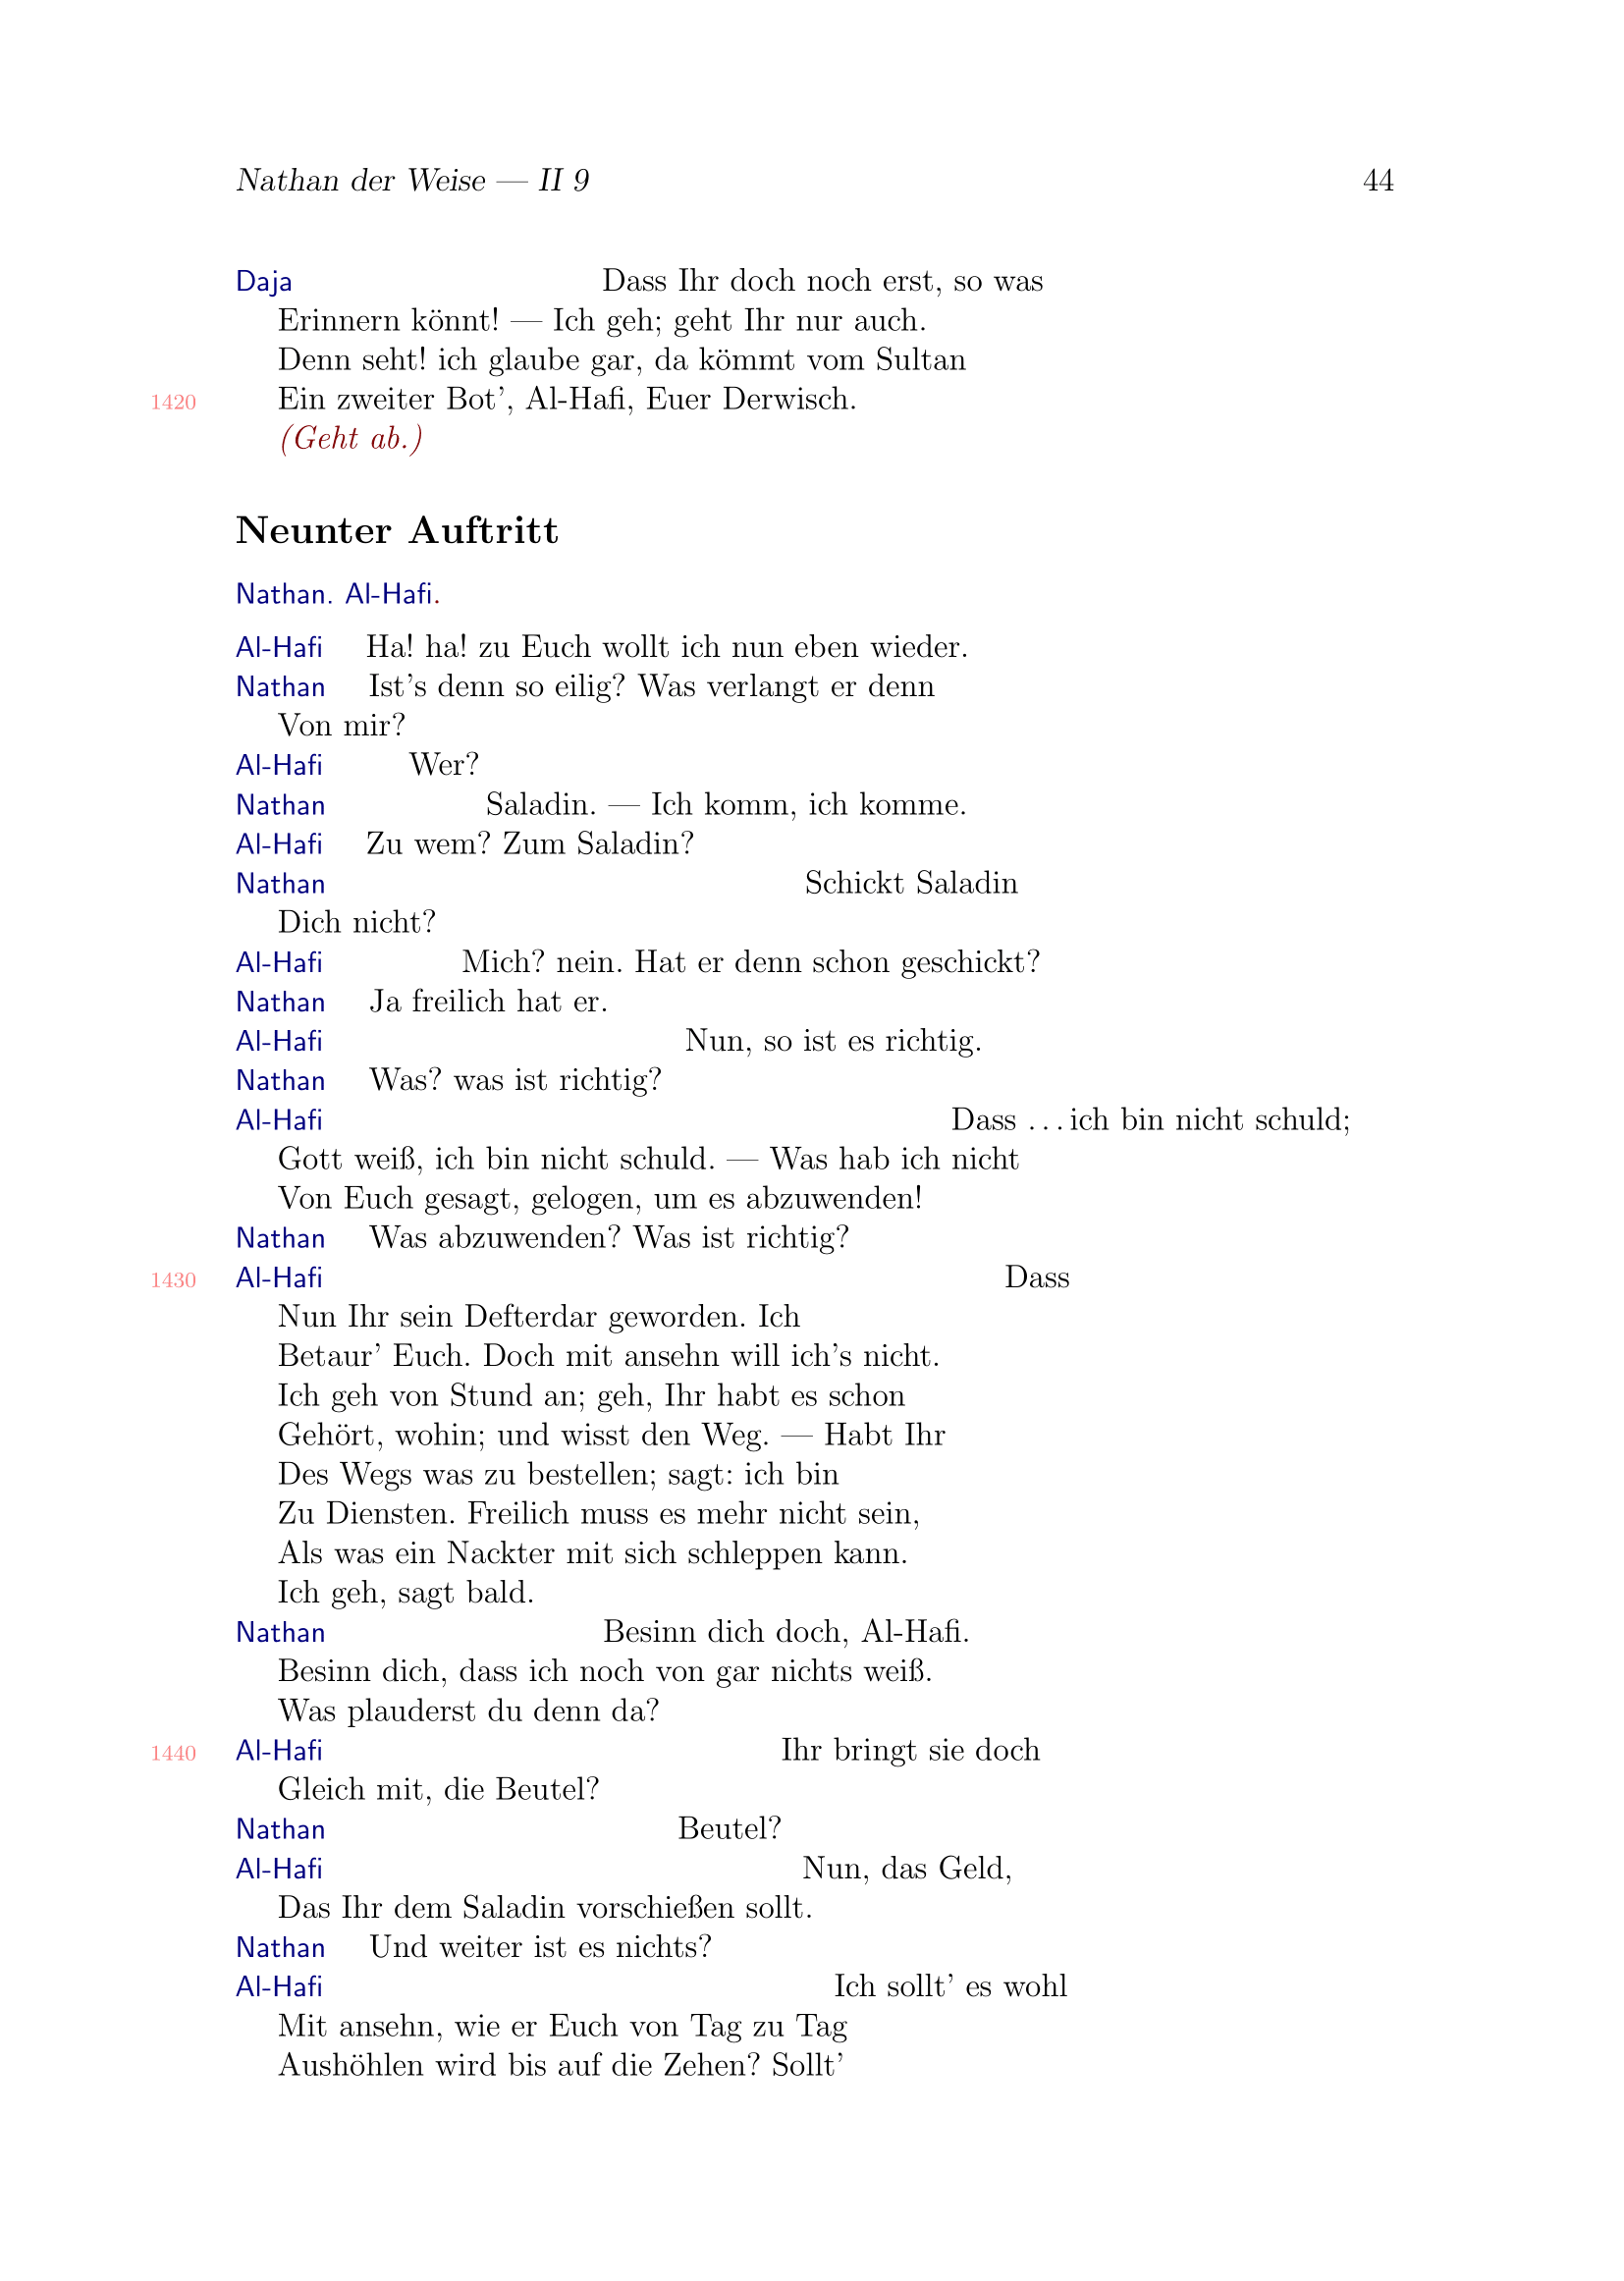 Nathan der Weise — II 9 44
Daja Dass Ihr doch noch erst, so was
Erinnern könnt! — Ich geh; geht Ihr nur auch.
Denn seht! ich glaube gar, da kömmt vom Sultan
1420 Ein zweiter Bot’, Al-Hafi, Euer Derwisch.
(Geht ab.)
Neunter Auftritt
Nathan. Al-Hafi.
Al-Hafi Ha! ha! zu Euch wollt ich nun eben wieder.
Nathan Ist’s denn so eilig? Was verlangt er denn
Von mir?
Al-Hafi Wer?
Nathan Saladin. — Ich komm, ich komme.
Al-Hafi Zu wem? Zum Saladin?
Nathan Schickt Saladin
Dich nicht?
Al-Hafi Mich? nein. Hat er denn schon geschickt?
Nathan Ja freilich hat er.
Al-Hafi Nun, so ist es richtig.
Nathan Was? was ist richtig?
Al-Hafi Dass …ich bin nicht schuld;
Gott weiß, ich bin nicht schuld. — Was hab ich nicht
Von Euch gesagt, gelogen, um es abzuwenden!
Nathan Was abzuwenden? Was ist richtig?
1430 Al-Hafi Dass
Nun Ihr sein Defterdar geworden. Ich
Betaur’ Euch. Doch mit ansehn will ich’s nicht.
Ich geh von Stund an; geh, Ihr habt es schon
Gehört, wohin; und wisst den Weg. — Habt Ihr
Des Wegs was zu bestellen; sagt: ich bin
Zu Diensten. Freilich muss es mehr nicht sein,
Als was ein Nackter mit sich schleppen kann.
Ich geh, sagt bald.
Nathan Besinn dich doch, Al-Hafi.
Besinn dich, dass ich noch von gar nichts weiß.
Was plauderst du denn da?
1440 Al-Hafi Ihr bringt sie doch
Gleich mit, die Beutel?
Nathan Beutel?
Al-Hafi Nun, das Geld,
Das Ihr dem Saladin vorschießen sollt.
Nathan Und weiter ist es nichts?
Al-Hafi Ich sollt’ es wohl
Mit ansehn, wie er Euch von Tag zu Tag
Aushöhlen wird bis auf die Zehen? Sollt’